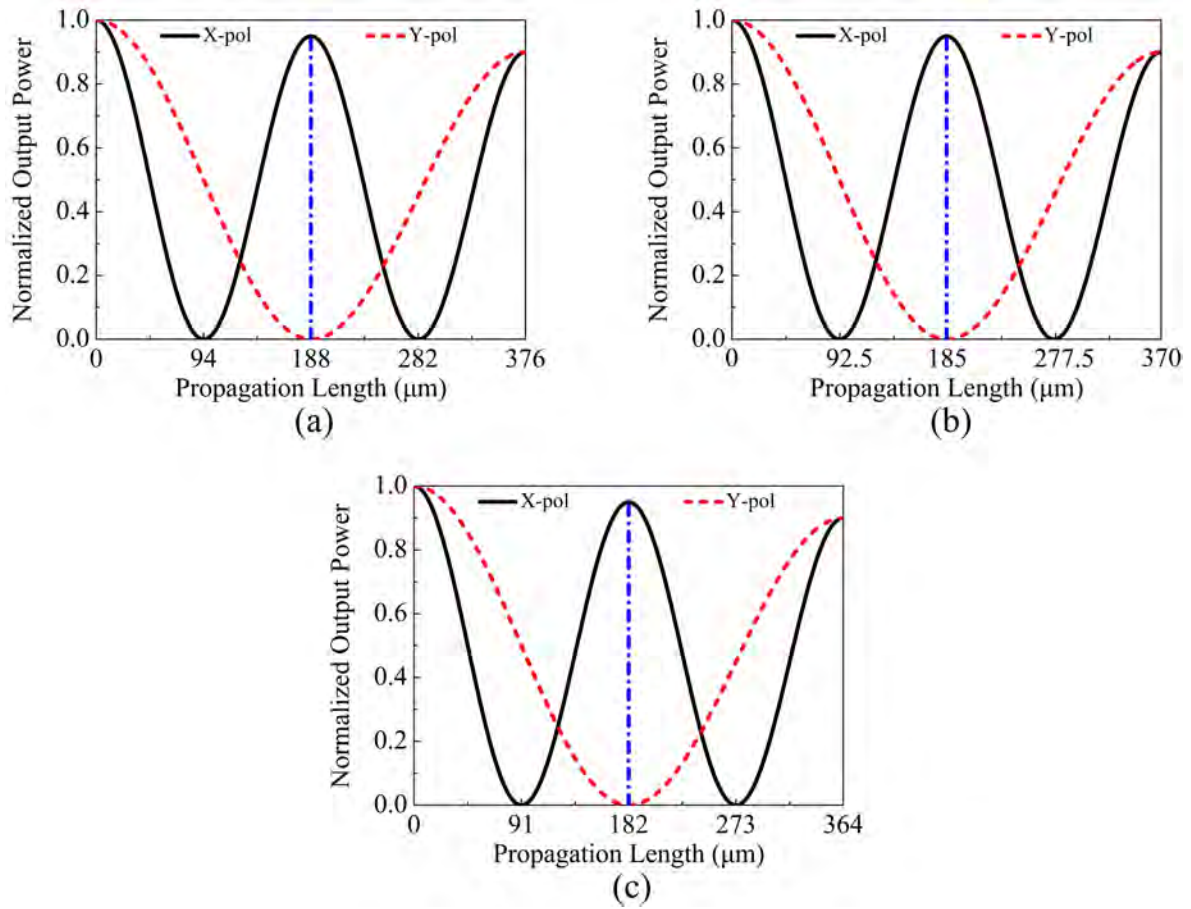 X-pol
Y-pol
Normalized Output Power
1.0
0.8
0.6
0.4
0.2
0.0
0
94
188
282
376
Propagation Length (μm)
(a)
X-pol
Y-pol
Normalized Output Power
1.0
0.8
0.6
0.4
0.2
0.0
0
92.5
185
277.5
370
Propagation Length (μm)
(b)
X-pol
Y-pol
Normalized Output Power
1.0
0.8
0.6
0.4
0.2
0.0
0
91
182
273
364
Propagation Length (μm)
(c)